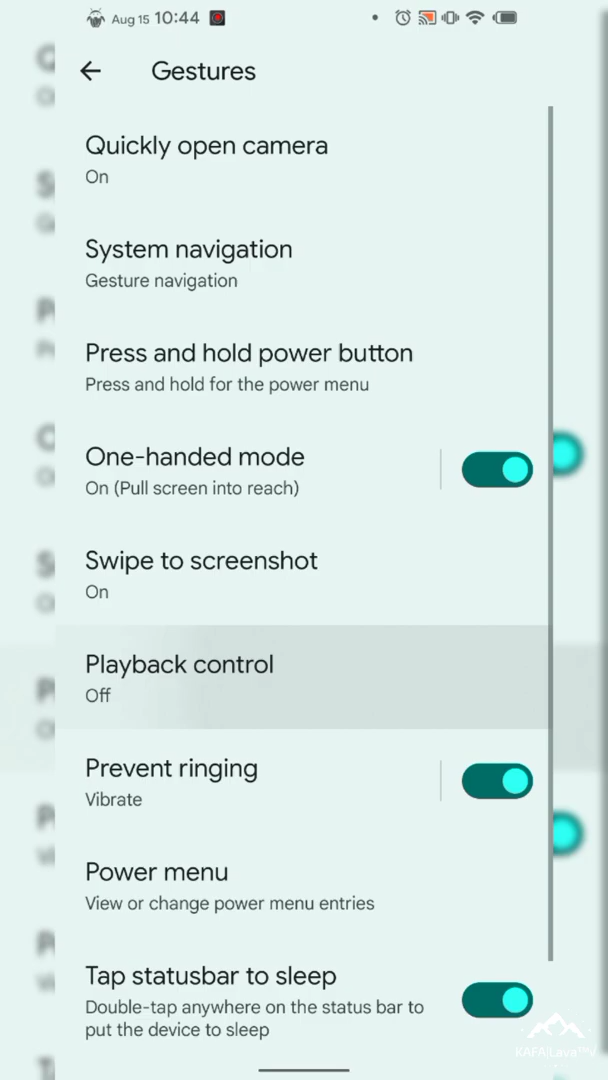 Aug 15 10:44
Gestures
Quickly open camera
On
System navigation
Gesture navigation
Press and hold power button
Press and hold for the power menu
One-handed mode
On (Pull screen into reach)
Swipe to screenshot
On
Playback control
Off
Prevent ringing
Vibrate
Power menu
View or change power menu entries
Tap statusbar to sleep
Double-tap anywhere on the status bar to
put the device to sleep